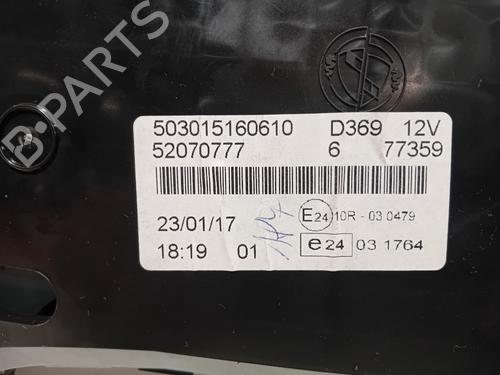 503015160610 D369 12V
52070777 6 77359
23/01/17 E24 10R - 03 0479
18:19 01 e24 03 1764
B-PARTS